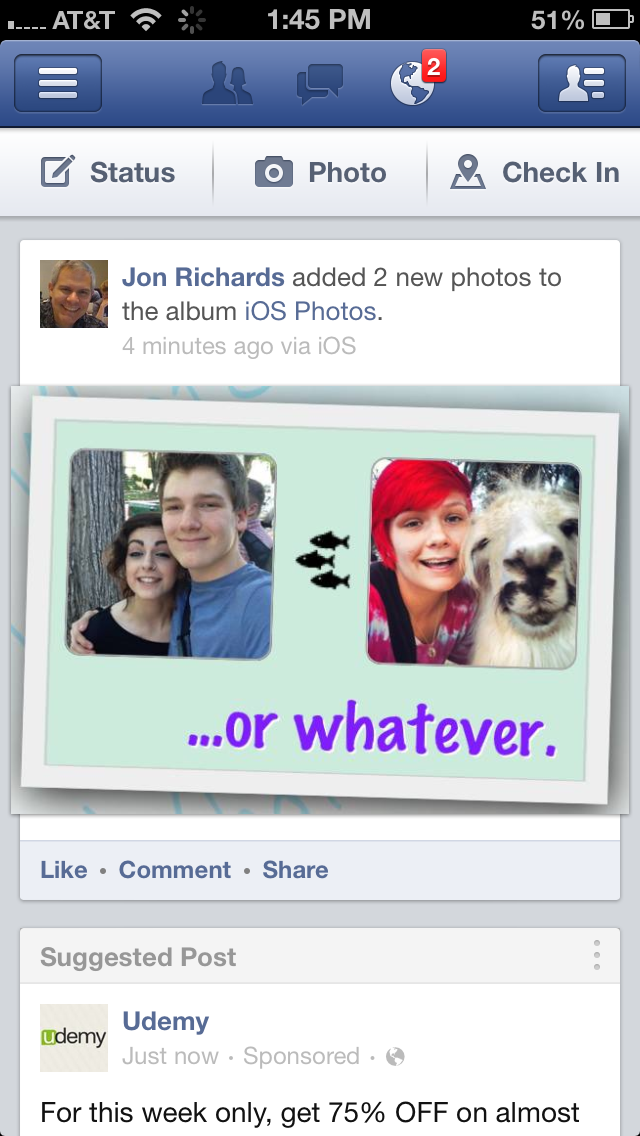 AT&T 1:45 PM 51%
2
Status Photo Check In
Jon Richards added 2 new photos to
the album iOS Photos.
4 minutes ago via iOS
...or whatever.
Like • Comment • Share
Suggested Post
udemy
Udemy
Just now · Sponsored ·
For this week only, get 75% OFF on almost